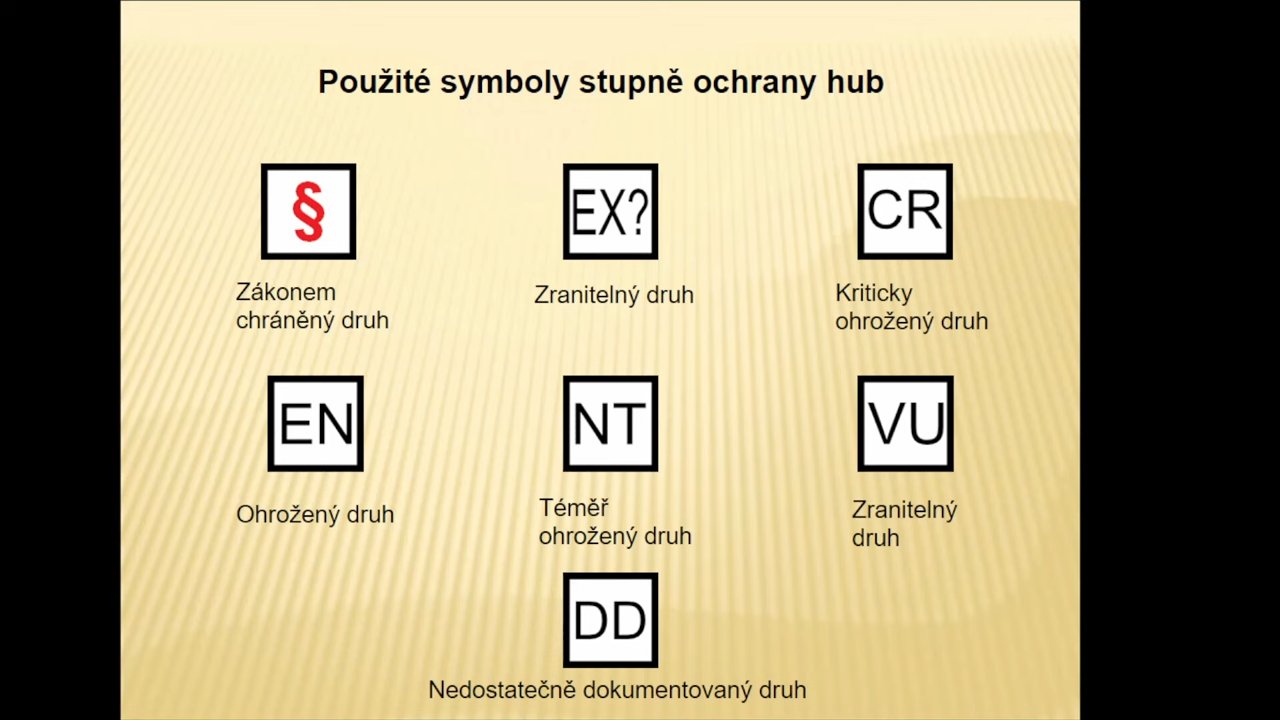 Použité symboly stupně ochrany hub
§
EX?
CR
Zákonem
chráněný druh
Zranitelný druh
Kriticky
ohrožený druh
EN
NT
VU
Ohrožený druh
Téměř
ohrožený druh
Zranitelný
druh
DD
Nedostatečně dokumentovaný druh